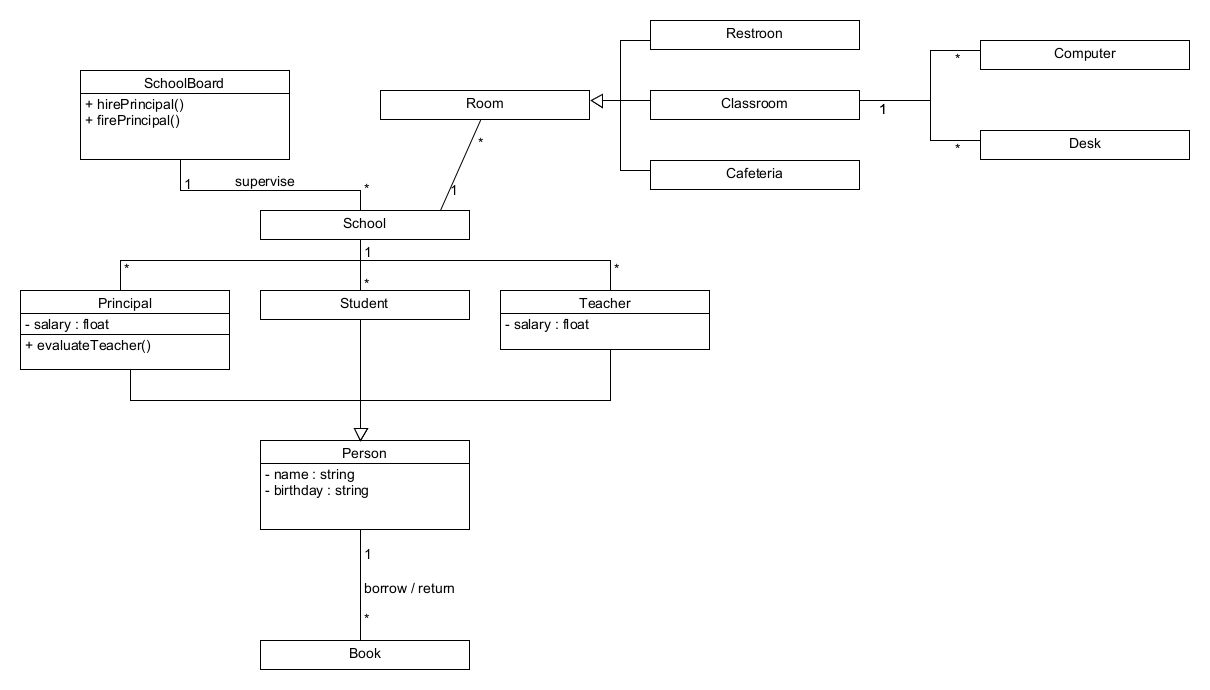 Restroon
Computer
*
SchoolBoard
+ hirePrincipal()
+ firePrincipal()
Room
Classroom
1
*
Desk
*
Cafeteria
1
supervise
*
1
School
1
*
*
*
Principal
- salary : float
+ evaluateTeacher()
Student
Teacher
- salary : float
Person
- name : string
- birthday : string
1
borrow / return
*
Book